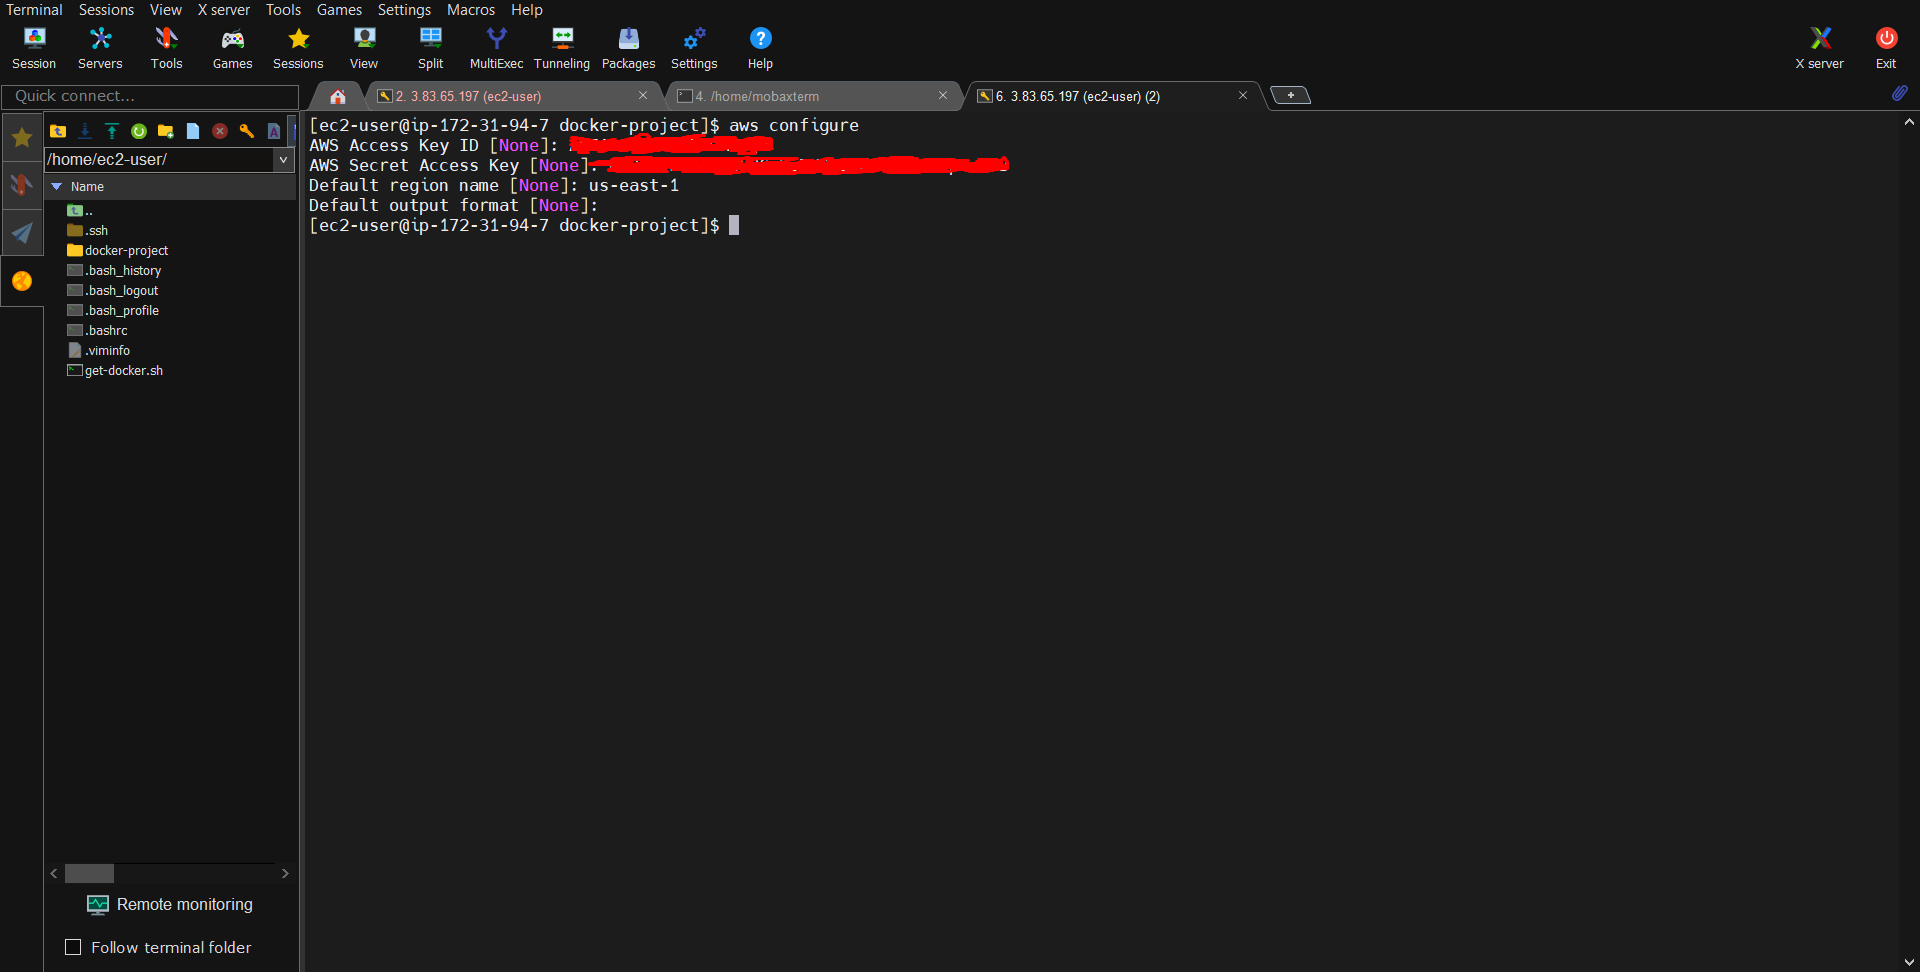 Terminal Sessions View X server Tools Games Settings Macros Help
Session Servers Tools Games Sessions View Split MultiExec Tunneling Packages Settings Help X server Exit
Quick connect...
2. 3.83.65.197 (ec2-user)
4. /home/mobaxterm
6. 3.83.65.197 (ec2-user) (2)
/home/ec2-user/
Name
..
.ssh
docker-project
.bash_history
.bash_logout
.bash_profile
.bashrc
.viminfo
get-docker.sh
Remote monitoring
Follow terminal folder
[ec2-user@ip-172-31-94-7 docker-project]$ aws configure
AWS Access Key ID [None]:
AWS Secret Access Key [None]:
Default region name [None]: us-east-1
Default output format [None]:
[ec2-user@ip-172-31-94-7 docker-project]$